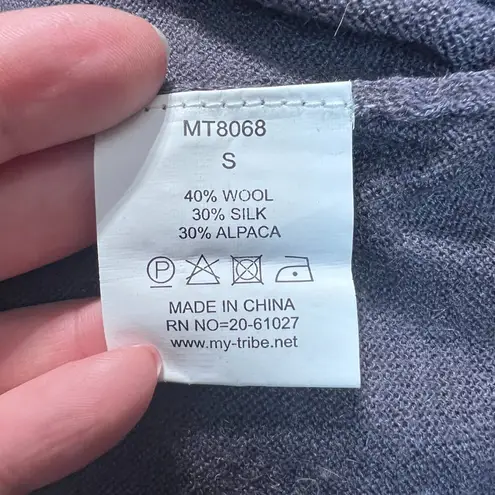 MT8068
S
40% WOOL
30% SILK
30% ALPACA
P
MADE IN CHINA
RN NO=20-61027
www.my-tribe.net